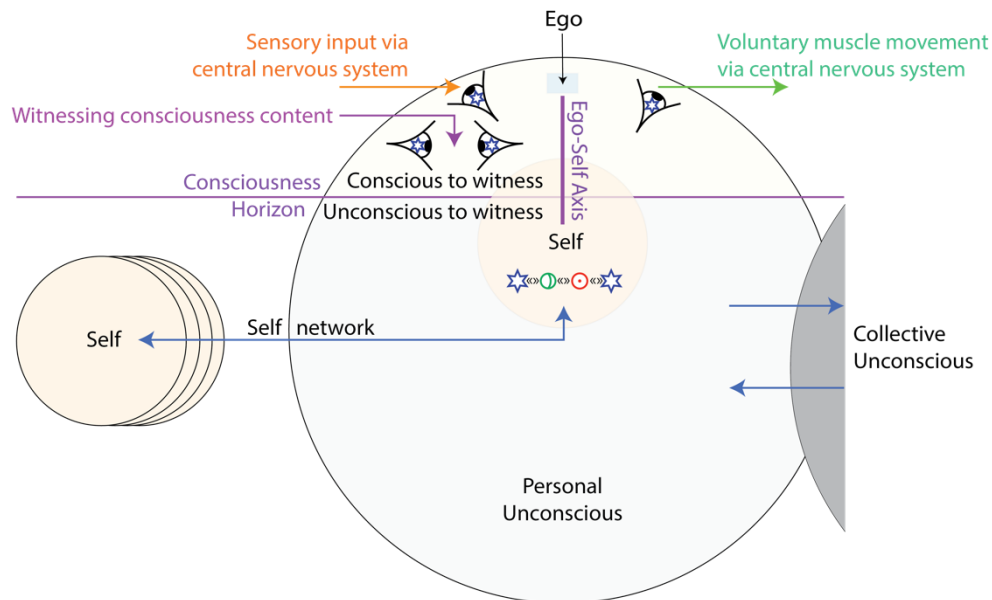 Ego
Sensory input via
central nervous system
Voluntary muscle movement
via central nervous system
Witnessing consciousness content
Ego-Self Axis
Consciousness
Horizon
Conscious to witness
Unconscious to witness
Self
«»
«»
«»
Self
Self network
Collective
Unconscious
Personal
Unconscious